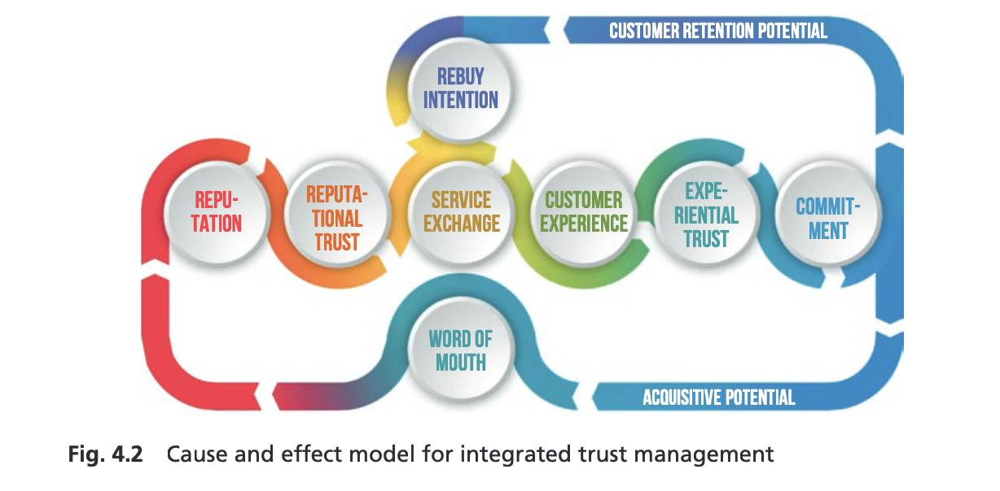 CUSTOMER RETENTION POTENTIAL
REBUY
INTENTION
REPU-
TATION
REPUTA-
TIONAL
TRUST
SERVICE
EXCHANGE
CUSTOMER
EXPERIENCE
EXPE-
RIENTIAL
TRUST
COMMIT-
MENT
WORD OF
MOUTH
ACQUISITIVE POTENTIAL
Fig. 4.2 Cause and effect model for integrated trust management